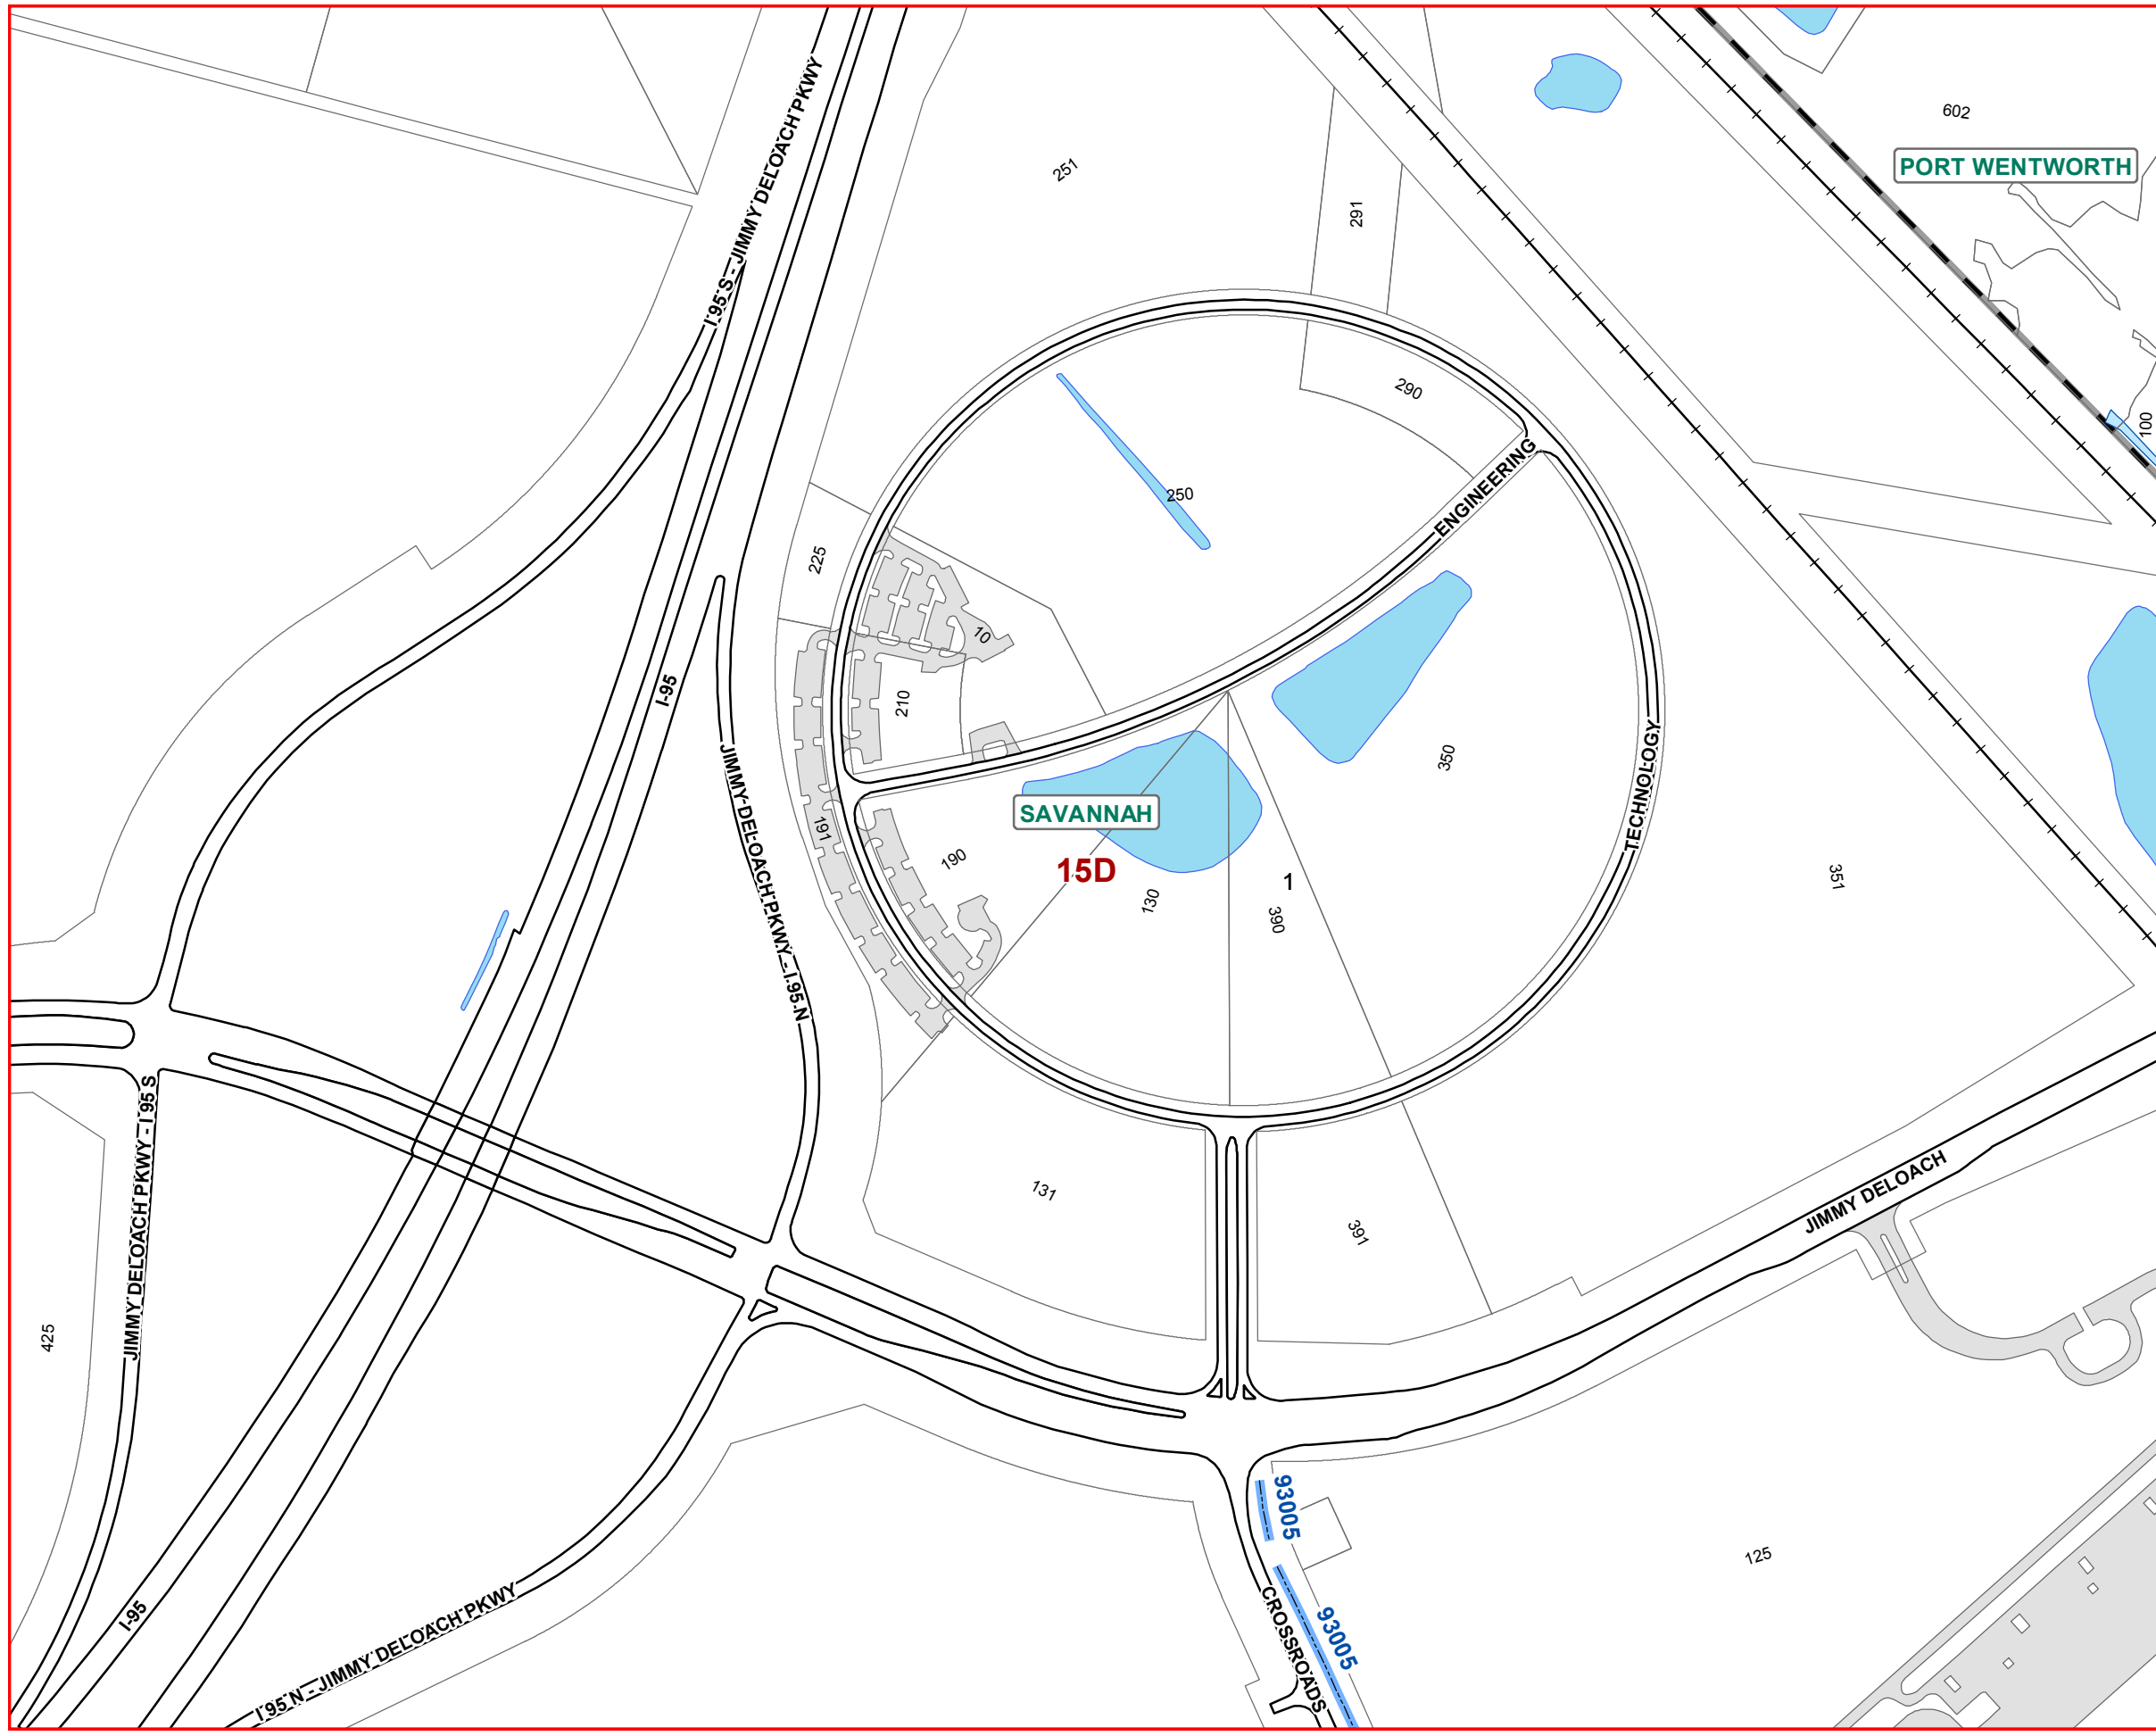 I 95 S - JIMMY DELOACH PKWY
602
PORT WENTWORTH
251
291
290
100
ENGINEERING
250
225
10
I-95
210
TECHNOLOGY
350
JIMMY DELOACH PKWY - I 95 N
SAVANNAH
191
190
15D
1
351
130
390
JIMMY DELOACH PKWY - I 95 S
131
JIMMY DELOACH
391
425
93005
125
I-95
I 95 N - JIMMY DELOACH PKWY
CROSSROADS
93005